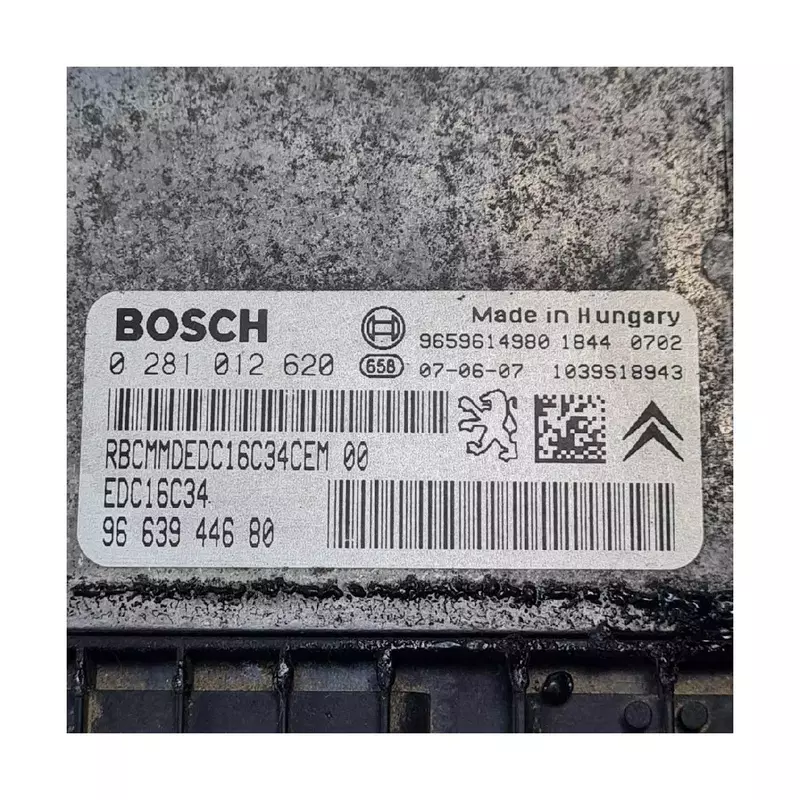 BOSCH
Made in Hungary
9659614980 1844 0702
0 281 012 620
658 07-06-07 1039S18943
RBCMMDEDC16C34CEM 00
EDC16C34
96 639 446 80